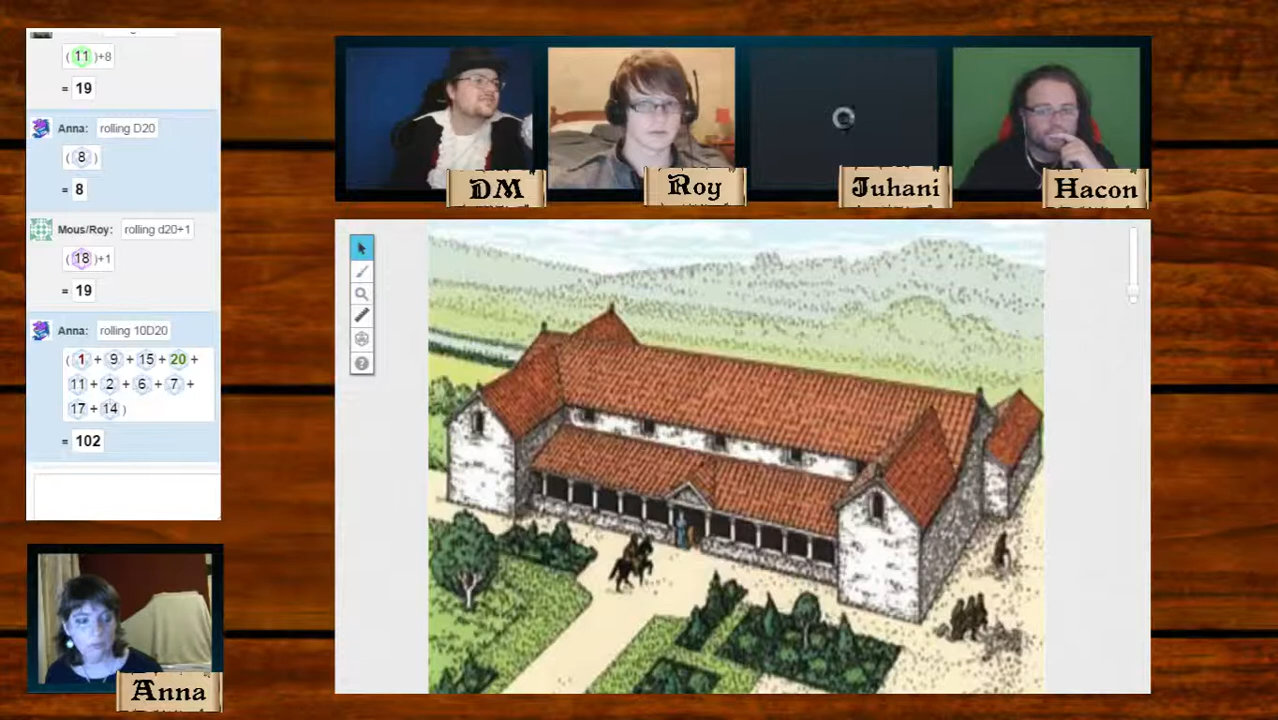 ( 11 )+8
= 19
Anna: rolling D20
( 8 )
= 8
Mous/Roy: rolling d20+1
( 18 )+1
= 19
Anna: rolling 10D20
( 1 + 9 + 15 + 20 +
11 + 2 + 6 + 7 +
17 + 14 )
= 102
DM
Roy
Juhani
Hacon
?
Anna